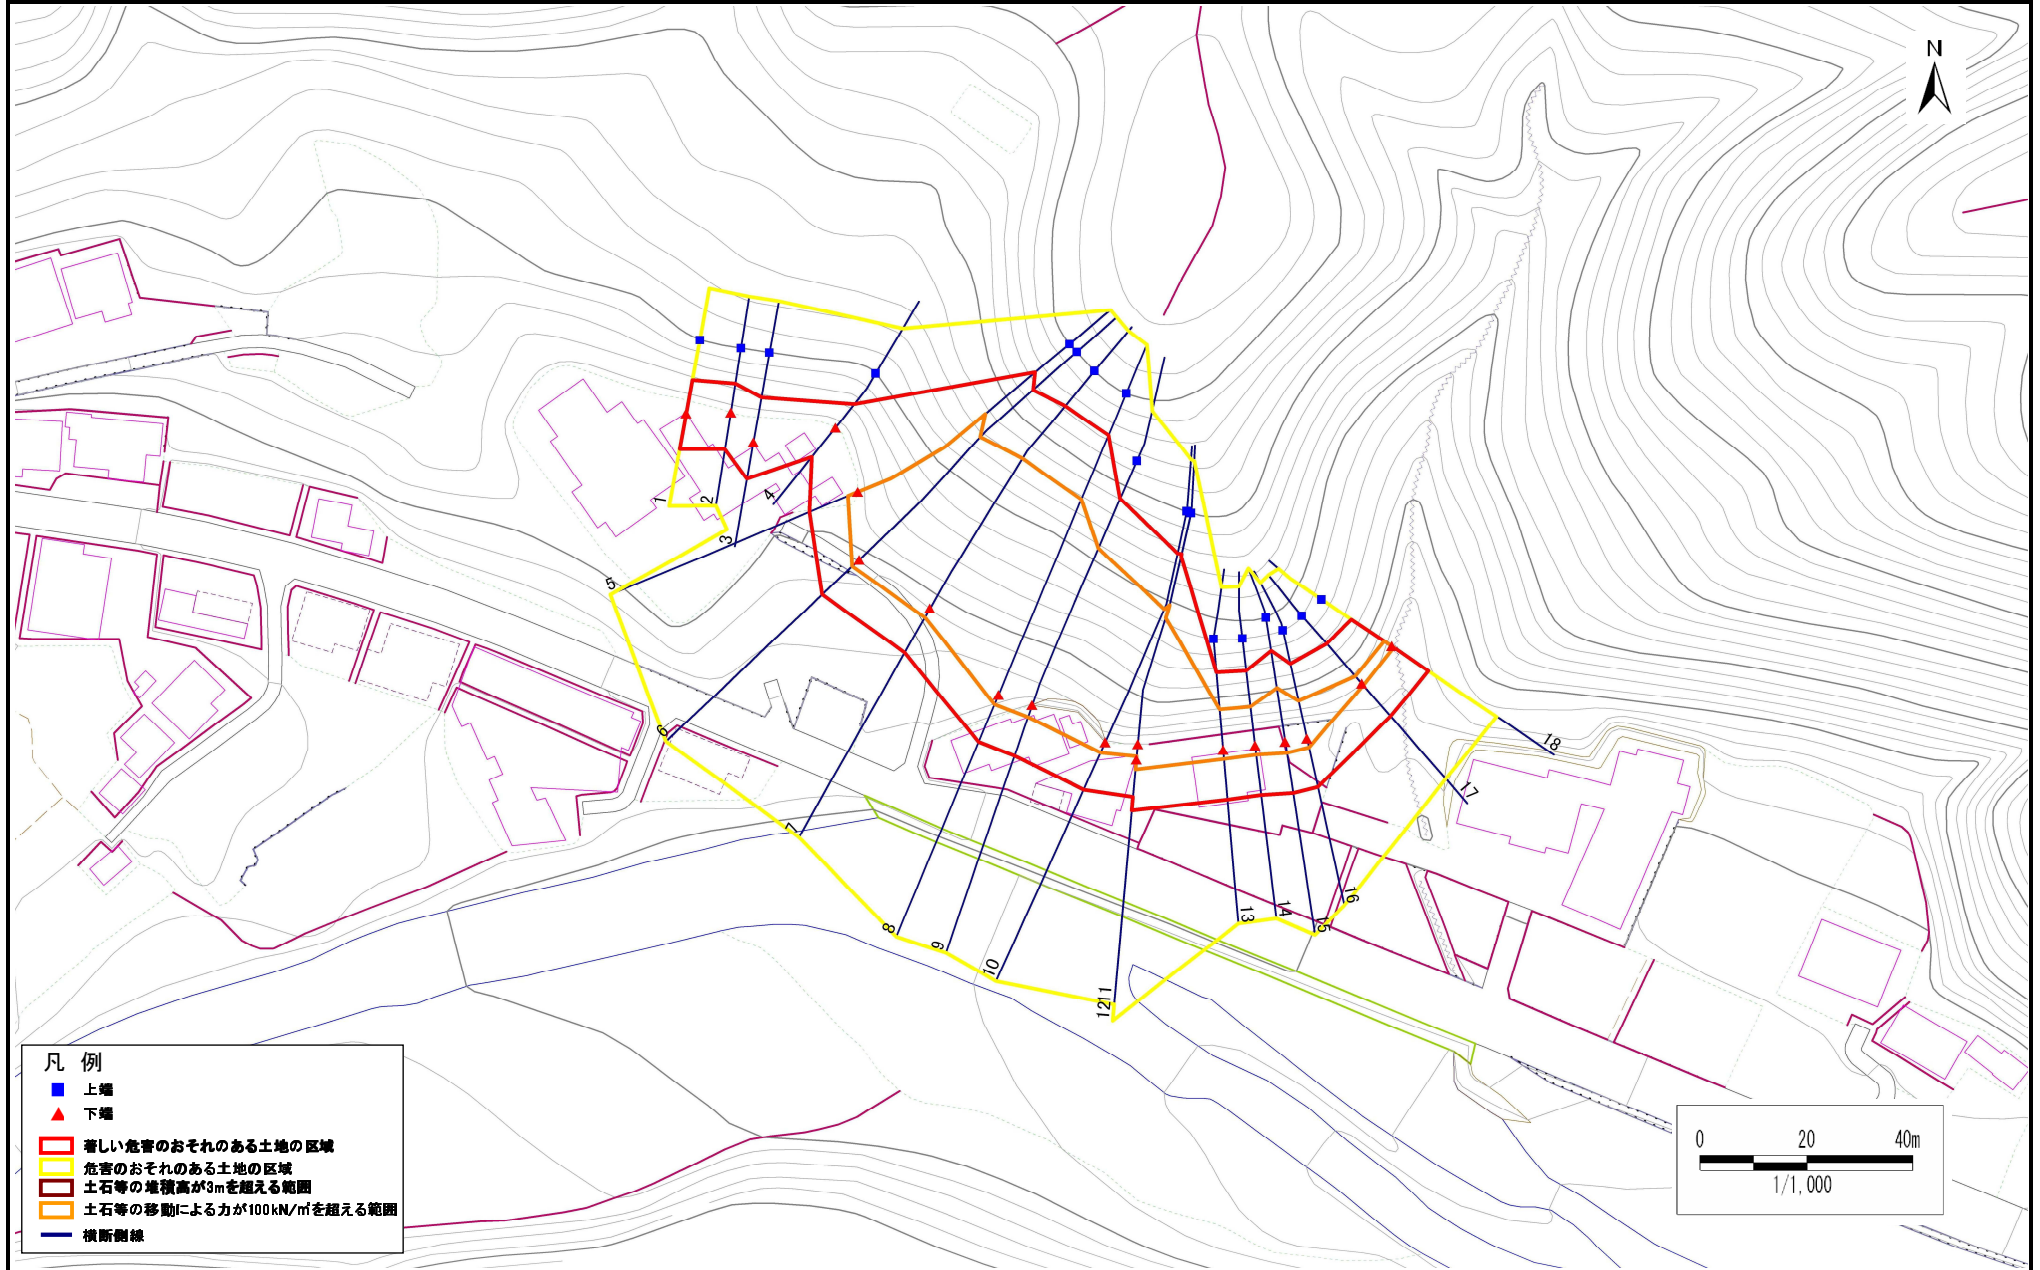 N
1
2
3
4
5
6
7
8
9
10
1211
13
14
15
16
17
18
凡 例
上端
下端
著しい危害のおそれのある土地の区域
危害のおそれのある土地の区域
土石等の堆積高が3mを超える範囲
土石等の移動による力が100kN/㎡を超える範囲
横断側線
0 20 40m
1/1,000